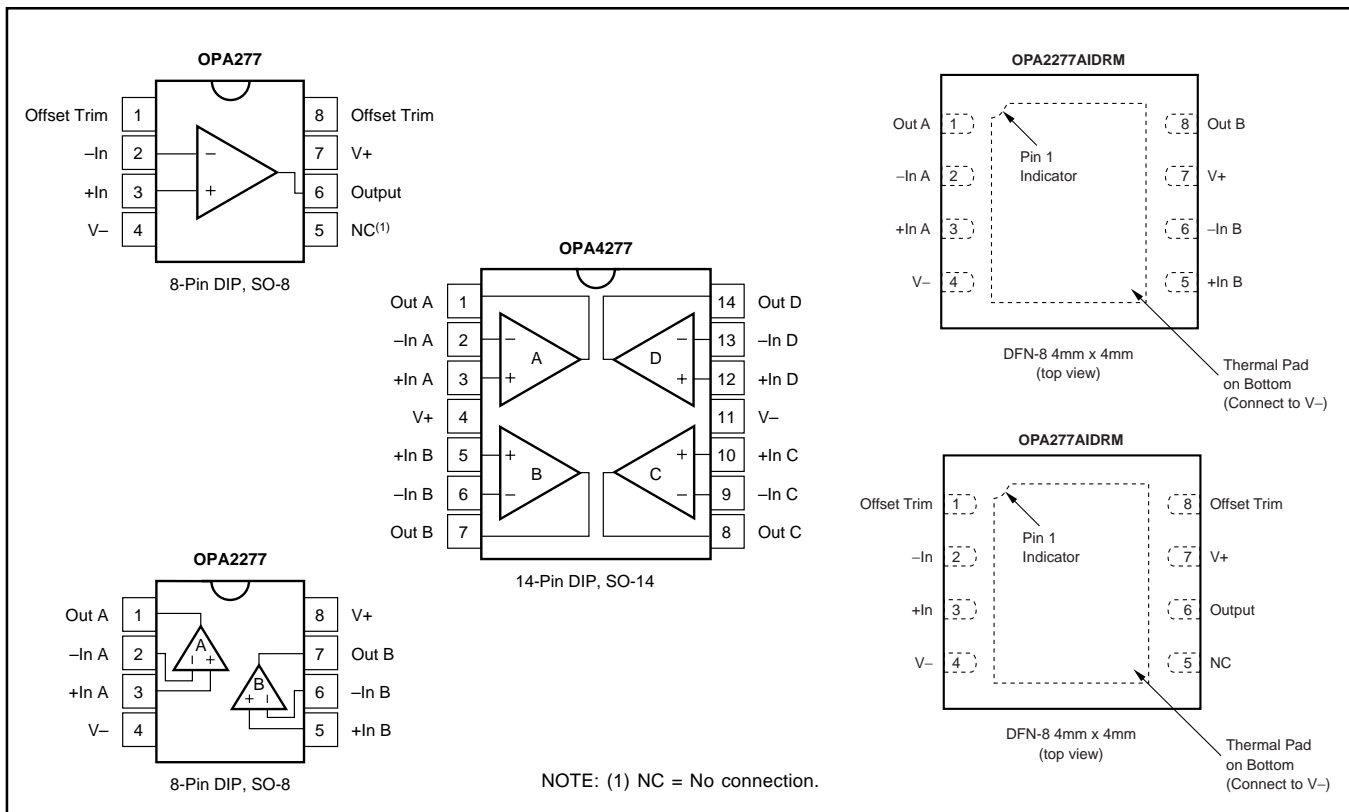 OPA277
Offset Trim 1 8 Offset Trim
–In 2 – 7 V+
+In 3 + 6 Output
V– 4 5 NC(1)
8-Pin DIP, SO-8
OPA2277
Out A 1 A 8 V+
–In A 2 – + 7 Out B
+In A 3 B + – 6 –In B
V– 4 5 +In B
8-Pin DIP, SO-8
OPA4277
Out A 1 14 Out D
–In A 2 – A D – 13 –In D
+In A 3 + + 12 +In D
V+ 4 11 V–
+In B 5 + + 10 +In C
–In B 6 – B C – 9 –In C
Out B 7 8 Out C
14-Pin DIP, SO-14
NOTE: (1) NC = No connection.
OPA2277AIDRM
Out A 1 8 Out B
Pin 1
Indicator
–In A 2 7 V+
+In A 3 6 –In B
V– 4 5 +In B
DFN-8 4mm x 4mm
(top view)
Thermal Pad
on Bottom
(Connect to V–)
OPA277AIDRM
Offset Trim 1 8 Offset Trim
Pin 1
Indicator
–In 2 7 V+
+In 3 6 Output
V– 4 5 NC
DFN-8 4mm x 4mm
(top view)
Thermal Pad
on Bottom
(Connect to V–)